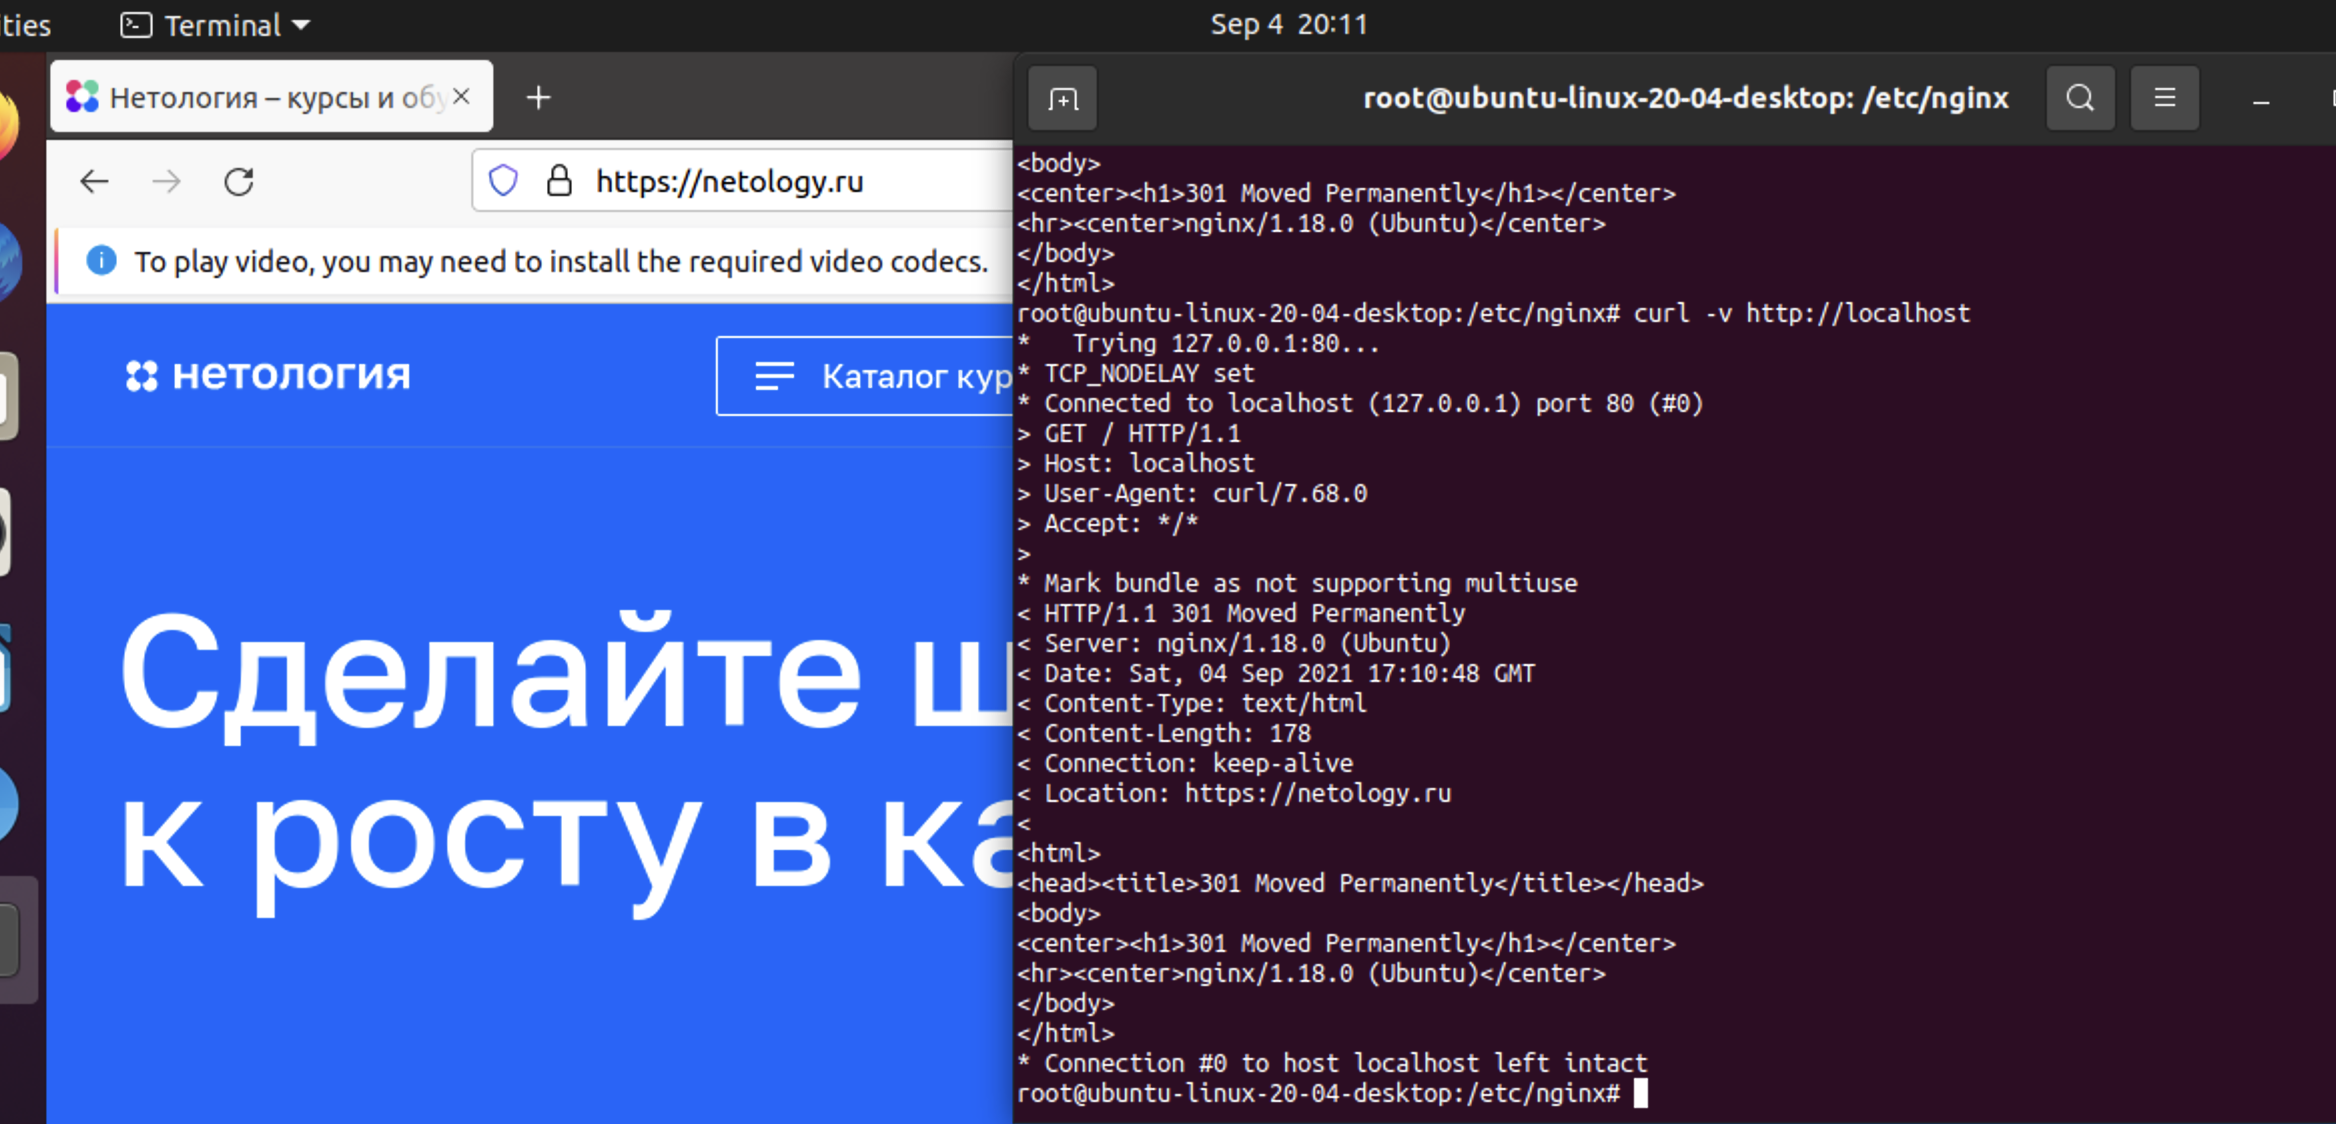 Terminal
Sep 4 20:11
Нетология – курсы и
https://netology.ru
To play video, you may need to install the required video codecs.
нетология
Каталог
Сделайте
к росту в
root@ubuntu-linux-20-04-desktop: /etc/nginx
<body>
<center><h1>301 Moved Permanently</h1></center>
<hr><center>nginx/1.18.0 (Ubuntu)</center>
</body>
</html>
root@ubuntu-linux-20-04-desktop:/etc/nginx# curl -v http://localhost
*   Trying 127.0.0.1:80...
* TCP_NODELAY set
* Connected to localhost (127.0.0.1) port 80 (#0)
> GET / HTTP/1.1
> Host: localhost
> User-Agent: curl/7.68.0
> Accept: */*
>
* Mark bundle as not supporting multiuse
< HTTP/1.1 301 Moved Permanently
< Server: nginx/1.18.0 (Ubuntu)
< Date: Sat, 04 Sep 2021 17:10:48 GMT
< Content-Type: text/html
< Content-Length: 178
< Connection: keep-alive
< Location: https://netology.ru
<
<html>
<head><title>301 Moved Permanently</title></head>
<body>
<center><h1>301 Moved Permanently</h1></center>
<hr><center>nginx/1.18.0 (Ubuntu)</center>
</body>
</html>
* Connection #0 to host localhost left intact
root@ubuntu-linux-20-04-desktop:/etc/nginx#